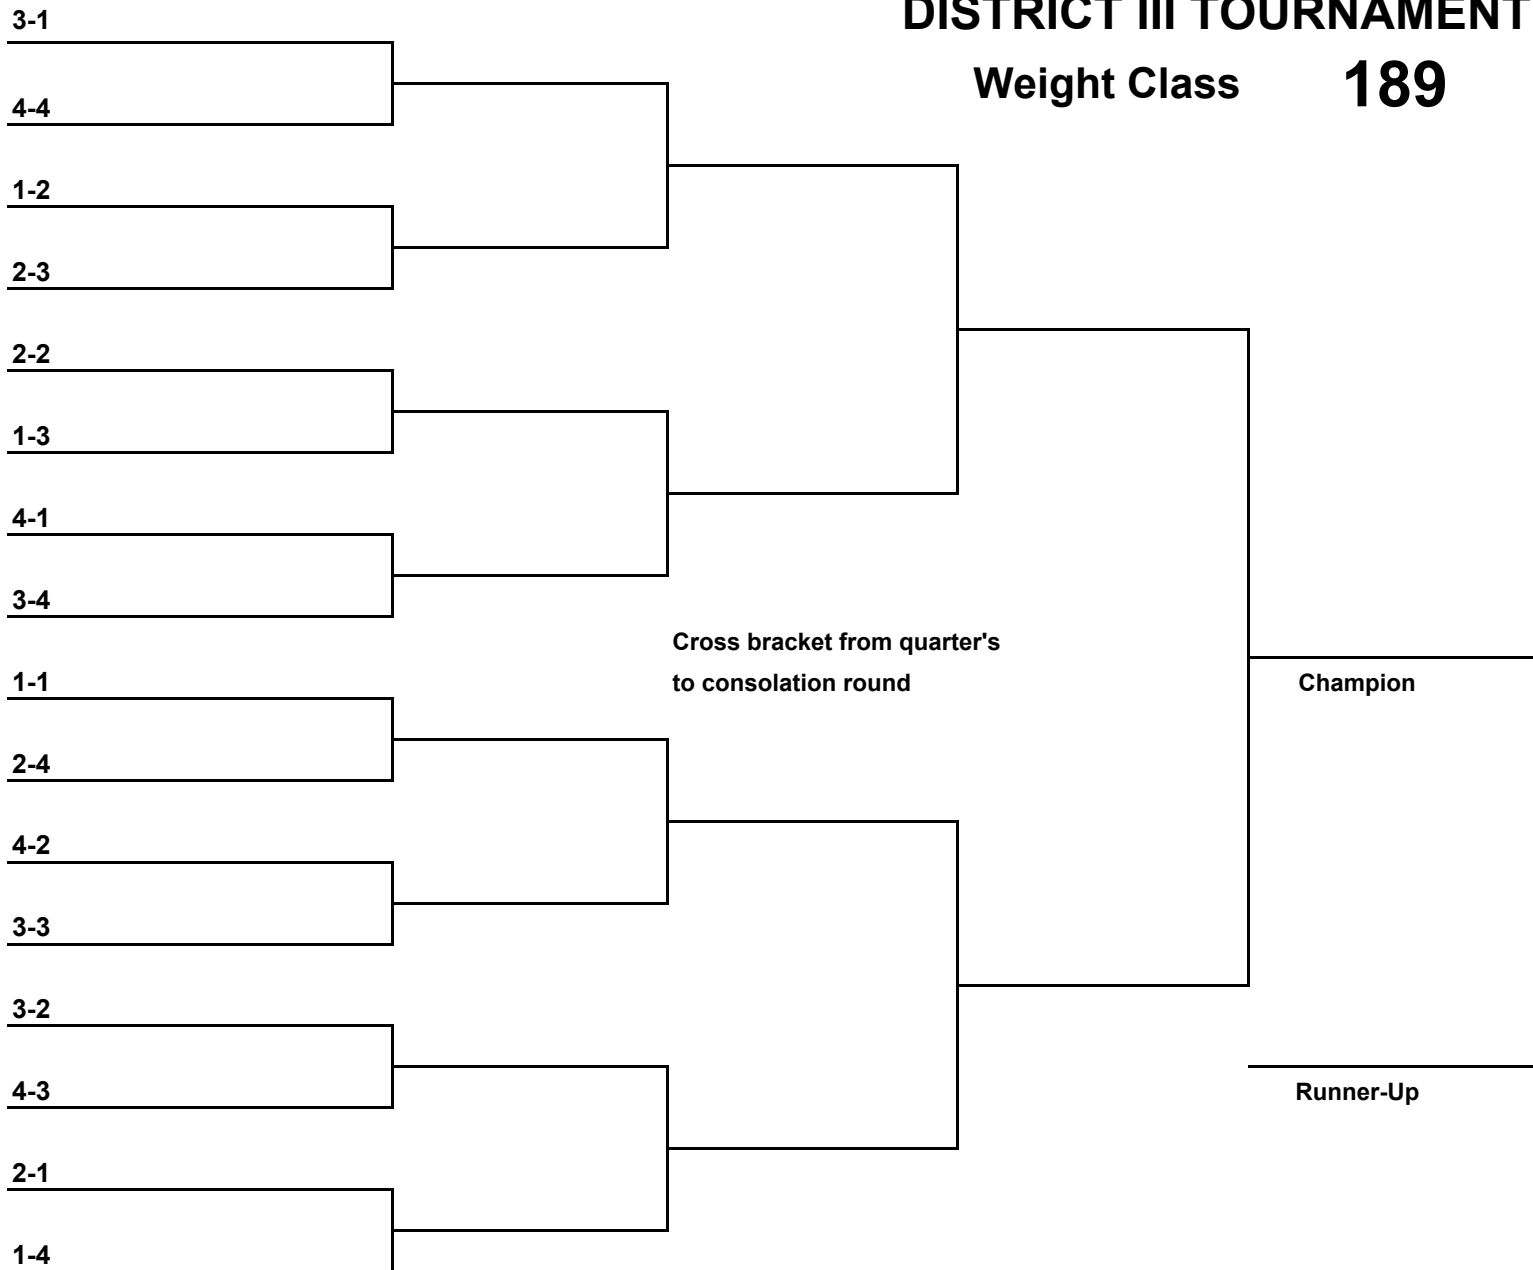 DISTRICT III TOURNAMENT
Weight Class 189
3-1
4-4
1-2
2-3
2-2
1-3
4-1
3-4
Cross bracket from quarter's
to consolation round
1-1
Champion
2-4
4-2
3-3
3-2
4-3
Runner-Up
2-1
1-4